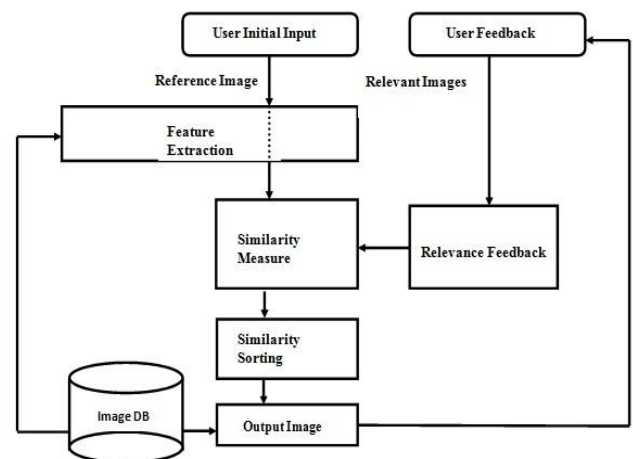 User Initial Input
User Feedback
Reference Image
Relevant Images
Feature
Extraction
Similarity
Measure
Relevance Feedback
Similarity
Sorting
Image DB
Output Image